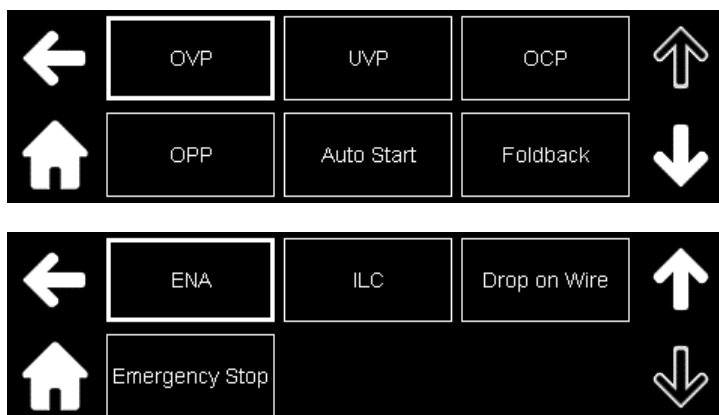 OVP
UVP
OCP
OPP
Auto Start
Foldback
ENA
ILC
Drop on Wire
Emergency Stop